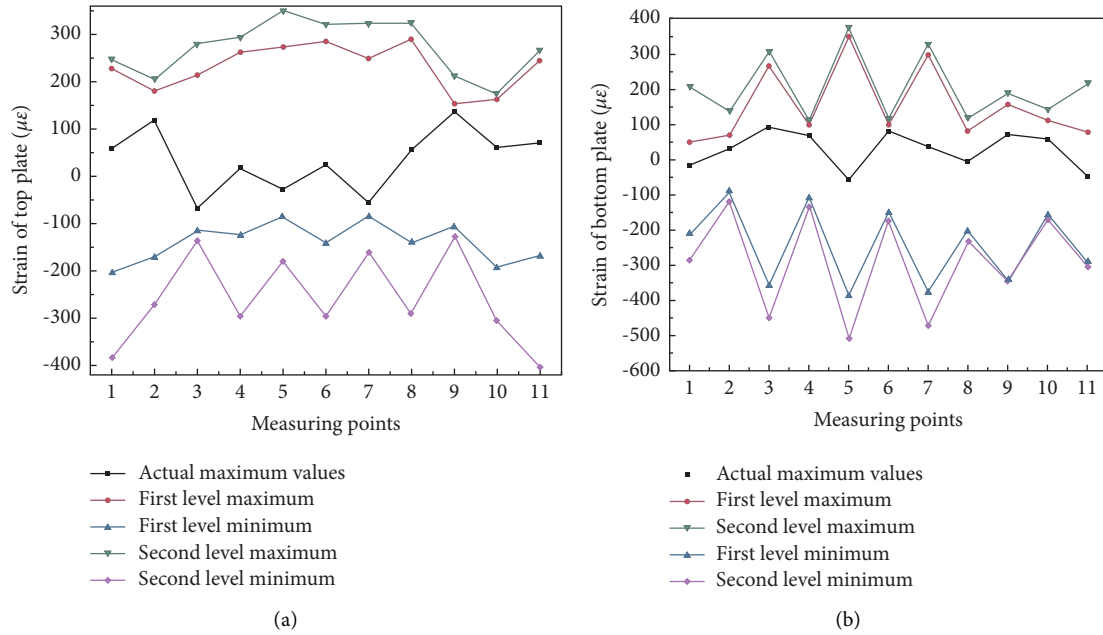 300
200
100
0
-100
-200
-300
-400
Strain of top plate (με)
1 2 3 4 5 6 7 8 9 10 11
Measuring points
Actual maximum values
First level maximum
First level minimum
Second level maximum
Second level minimum
(a)
400
300
200
100
0
-100
-200
-300
-400
-500
-600
Strain of bottom plate (με)
1 2 3 4 5 6 7 8 9 10 11
Measuring points
Actual maximum values
First level maximum
Second level maximum
First level minimum
Second level minimum
(b)